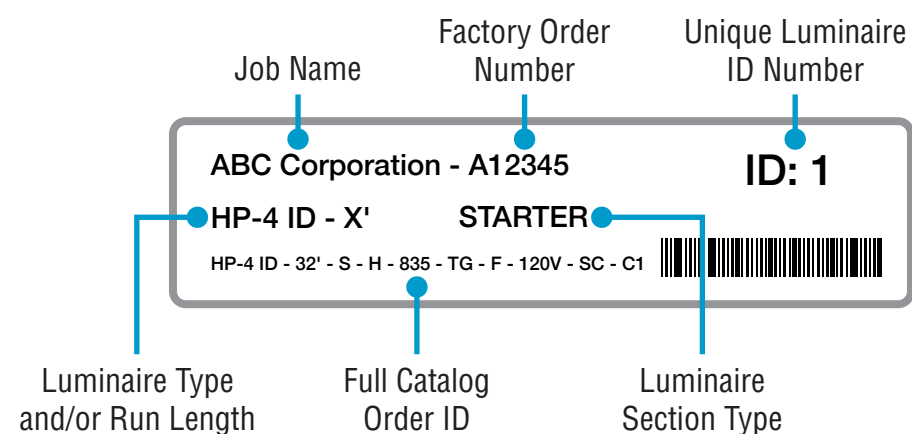 Job Name
Factory Order
Number
Unique Luminaire
ID Number
ABC Corporation - A12345
ID: 1
HP-4 ID - X'
STARTER
HP-4 ID - 32' - S - H - 835 - TG - F - 120V - SC - C1
Luminaire Type
and/or Run Length
Full Catalog
Order ID
Luminaire
Section Type